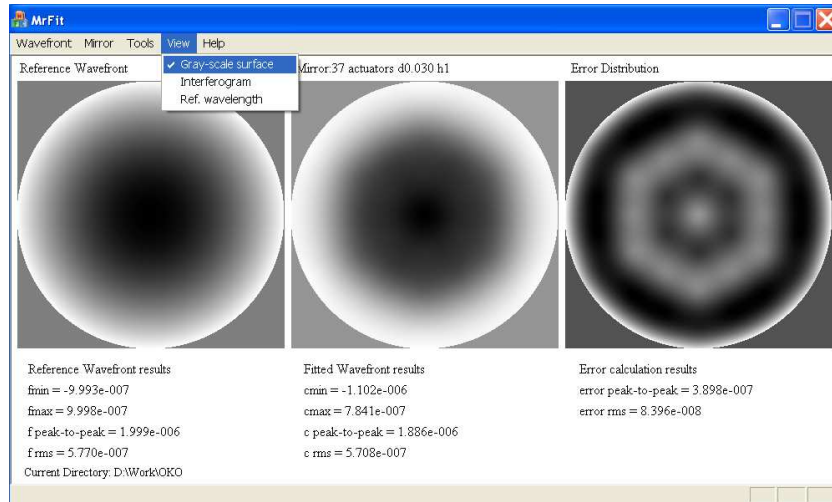 MrFit
Wavefront Mirror Tools View Help
Gray-scale surface
Interferogram
Ref. wavelength
Reference Wavefront
Mirror:37 actuators d0.030 h1
Error Distribution
Reference Wavefront results
fmin = -9.993e-007
fmax = 9.998e-007
f peak-to-peak = 1.999e-006
f rms = 5.770e-007
Current Directory: D:\Work\OKO
Fitted Wavefront results
cmin = -1.102e-006
cmax = 7.841e-007
c peak-to-peak = 1.886e-006
c rms = 5.708e-007
Error calculation results
error peak-to-peak = 3.898e-007
error rms = 8.396e-008